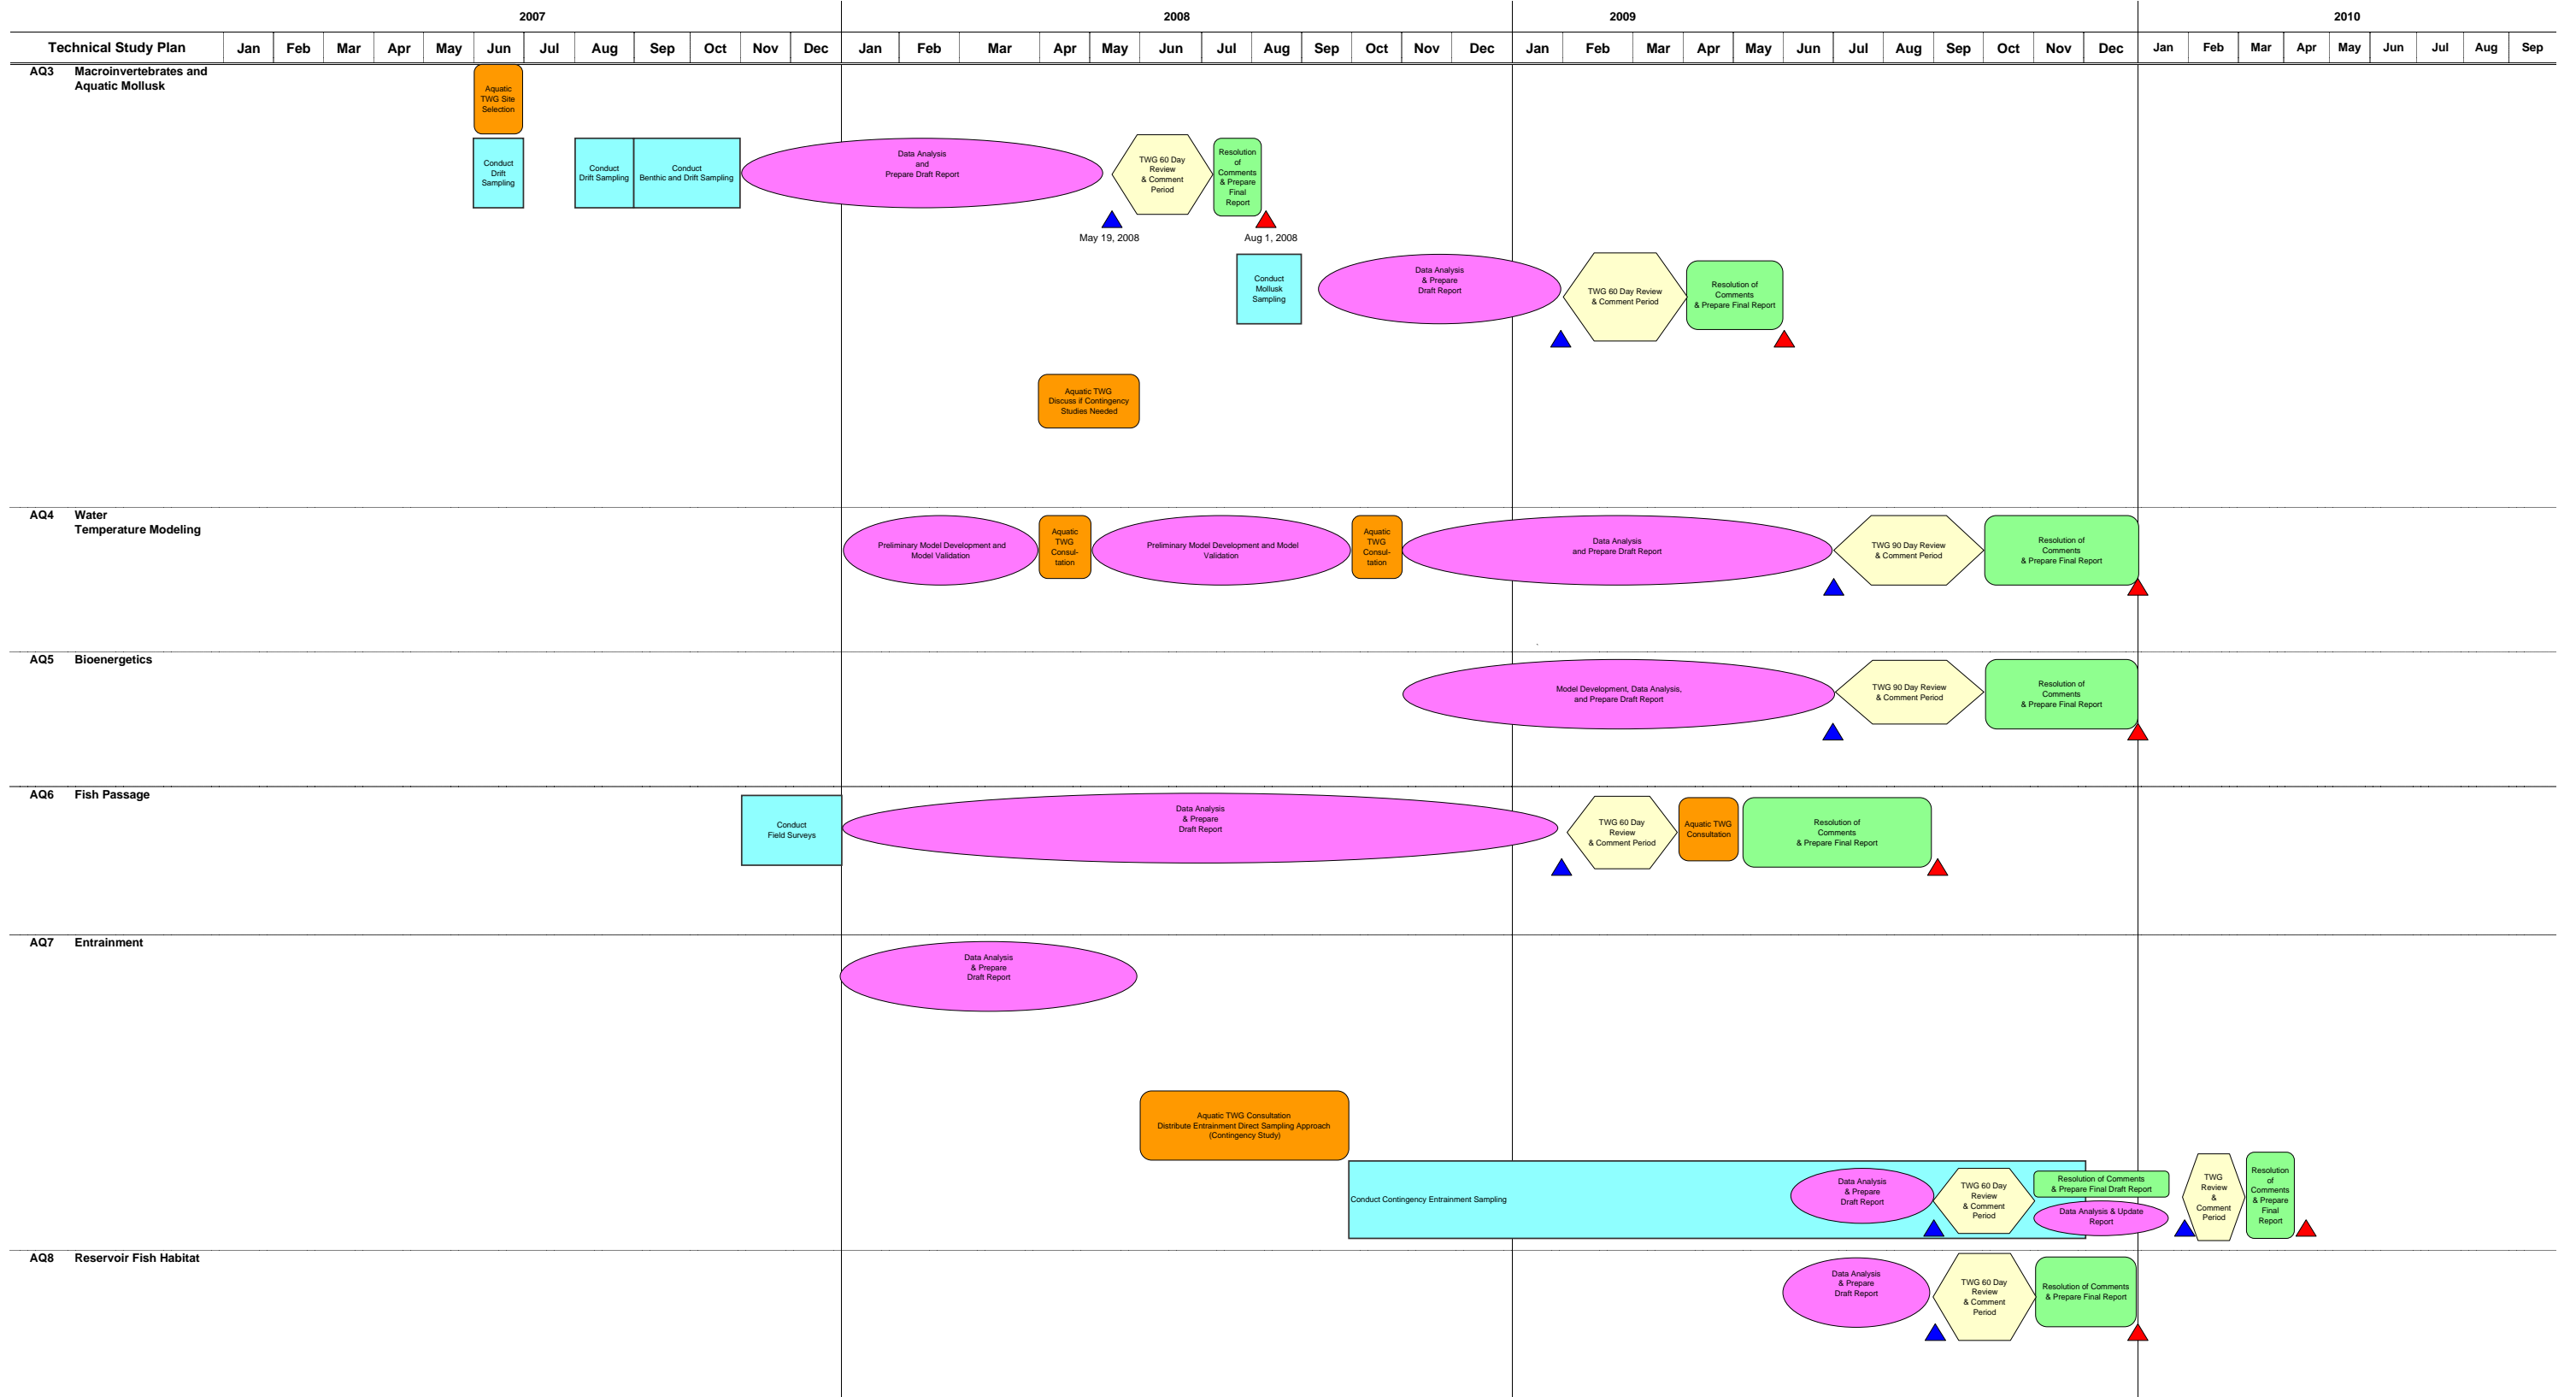 2007
2008
2009
2010
Technical Study Plan
Jan
Feb
Mar
Apr
May
Jun
Jul
Aug
Sep
Oct
Nov
Dec
Jan
Feb
Mar
Apr
May
Jun
Jul
Aug
Sep
Oct
Nov
Dec
Jan
Feb
Mar
Apr
May
Jun
Jul
Aug
Sep
Oct
Nov
Dec
Jan
Feb
Mar
Apr
May
Jun
Jul
Aug
Sep
AQ3 Macroinvertebrates and
Aquatic Mollusk
Aquatic
TWG Site
Selection
Conduct
Drift
Sampling
Conduct
Drift Sampling
Conduct
Benthic and Drift Sampling
Data Analysis
and
Prepare Draft Report
TWG 60 Day
Review
& Comment
Period
Resolution
of
Comments
& Prepare
Final
Report
May 19, 2008
Aug 1, 2008
Conduct
Mollusk
Sampling
Data Analysis
& Prepare
Draft Report
TWG 60 Day Review
& Comment Period
Resolution of
Comments
& Prepare Final Report
Aquatic TWG
Discuss if Contingency
Studies Needed
AQ4 Water
Temperature Modeling
Preliminary Model Development and
Model Validation
Aquatic
TWG
Consul-
tation
Preliminary Model Development and Model
Validation
Aquatic
TWG
Consul-
tation
Data Analysis
and Prepare Draft Report
TWG 90 Day Review
& Comment Period
Resolution of
Comments
& Prepare Final Report
AQ5 Bioenergetics
Model Development, Data Analysis,
and Prepare Draft Report
TWG 90 Day Review
& Comment Period
Resolution of
Comments
& Prepare Final Report
AQ6 Fish Passage
Conduct
Field Surveys
Data Analysis
& Prepare
Draft Report
TWG 60 Day
Review
& Comment Period
Aquatic TWG
Consultation
Resolution of
Comments
& Prepare Final Report
AQ7 Entrainment
Data Analysis
& Prepare
Draft Report
Aquatic TWG Consultation
Distribute Entrainment Direct Sampling Approach
(Contingency Study)
Conduct Contingency Entrainment Sampling
Data Analysis
& Prepare
Draft Report
TWG 60 Day
Review
& Comment
Period
Resolution of Comments
& Prepare Final Draft Report
Data Analysis & Update
Report
TWG
Review
&
Comment
Period
Resolution
of
Comments
& Prepare
Final
Report
AQ8 Reservoir Fish Habitat
Data Analysis
& Prepare
Draft Report
TWG 60 Day
Review
& Comment
Period
Resolution of Comments
& Prepare Final Report